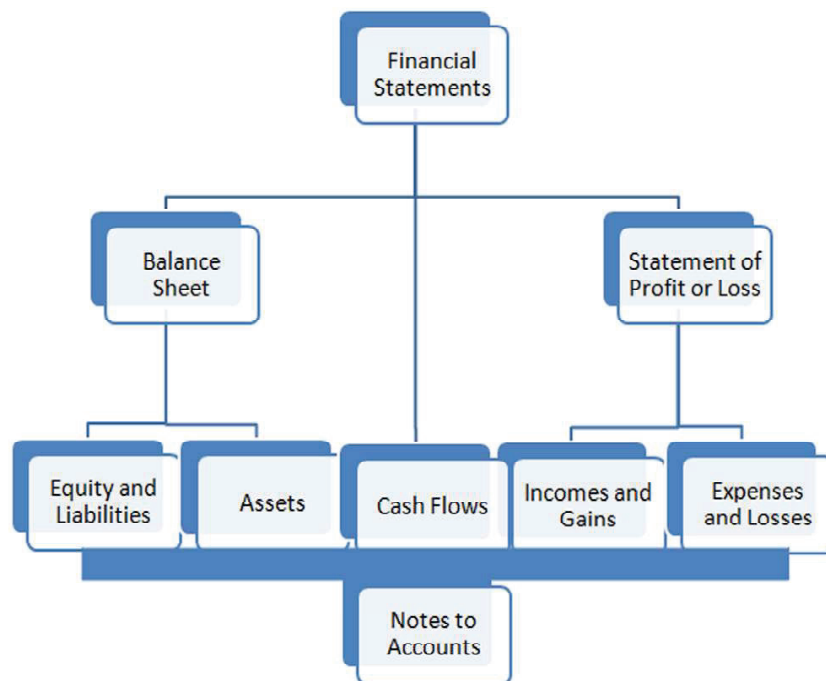 Financial
Statements
Balance
Sheet
Statement of
Profit or Loss
Equity and
Liabilities
Assets
Cash Flows
Incomes and
Gains
Expenses
and Losses
Notes to
Accounts